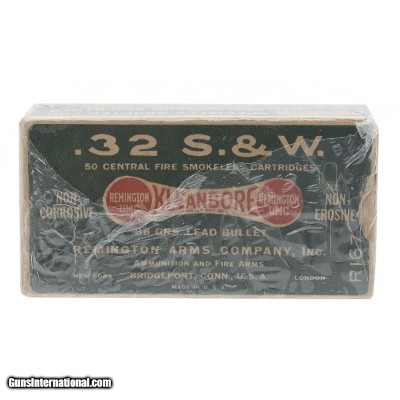 .32 S.& W.
50 CENTRAL FIRE SMOKELESS CARTRIDGES
NON-
CORROSIVE
REMINGTON
UMC
KLEANBORE
REMINGTON
UMC
NON-
EROSIVE
88 GRS. LEAD BULLET
REMINGTON ARMS COMPANY, Inc.
AMMUNITION AND FIRE ARMS
NEW YORK
BRIDGEPORT, CONN., U.S.A
LONDON
MADE IN U.S.A.
R167
GunsInternational.com